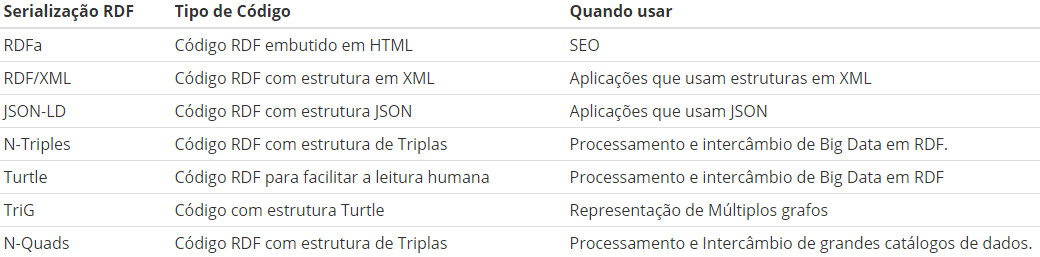 Serialização RDF Tipo de Código Quando usar
RDFa Código RDF embutido em HTML SEO
RDF/XML Código RDF com estrutura em XML Aplicações que usam estruturas em XML
JSON-LD Código RDF com estrutura JSON Aplicações que usam JSON
N-Triples Código RDF com estrutura de Triplas Processamento e intercâmbio de Big Data em RDF.
Turtle Código RDF para facilitar a leitura humana Processamento e intercâmbio de Big Data em RDF
TriG Código com estrutura Turtle Representação de Múltiplos grafos
N-Quads Código RDF com estrutura de Triplas Processamento e Intercâmbio de grandes catálogos de dados.